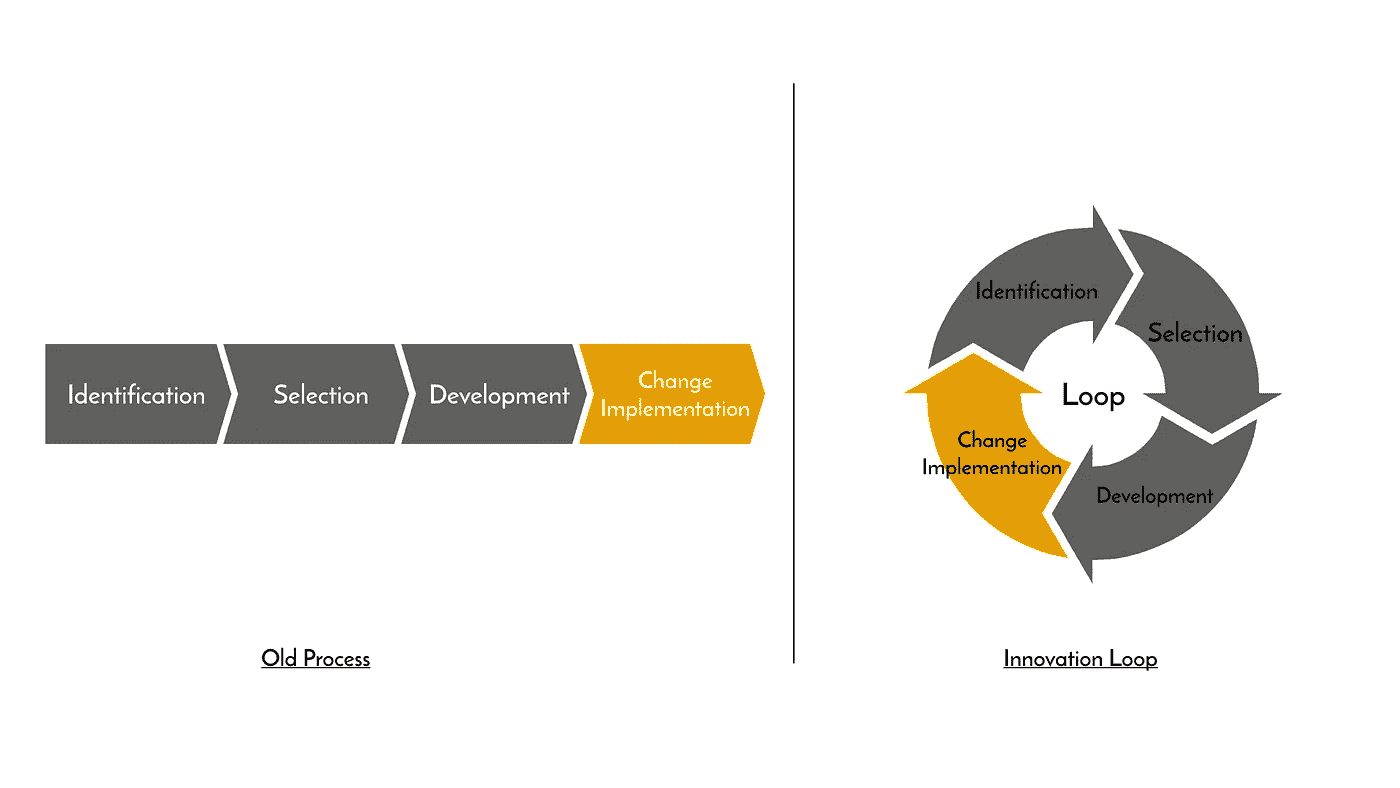 Identification
Selection
Development
Change
Implementation
Old Process
Identification
Selection
Loop
Change
Implementation
Development
Innovation Loop